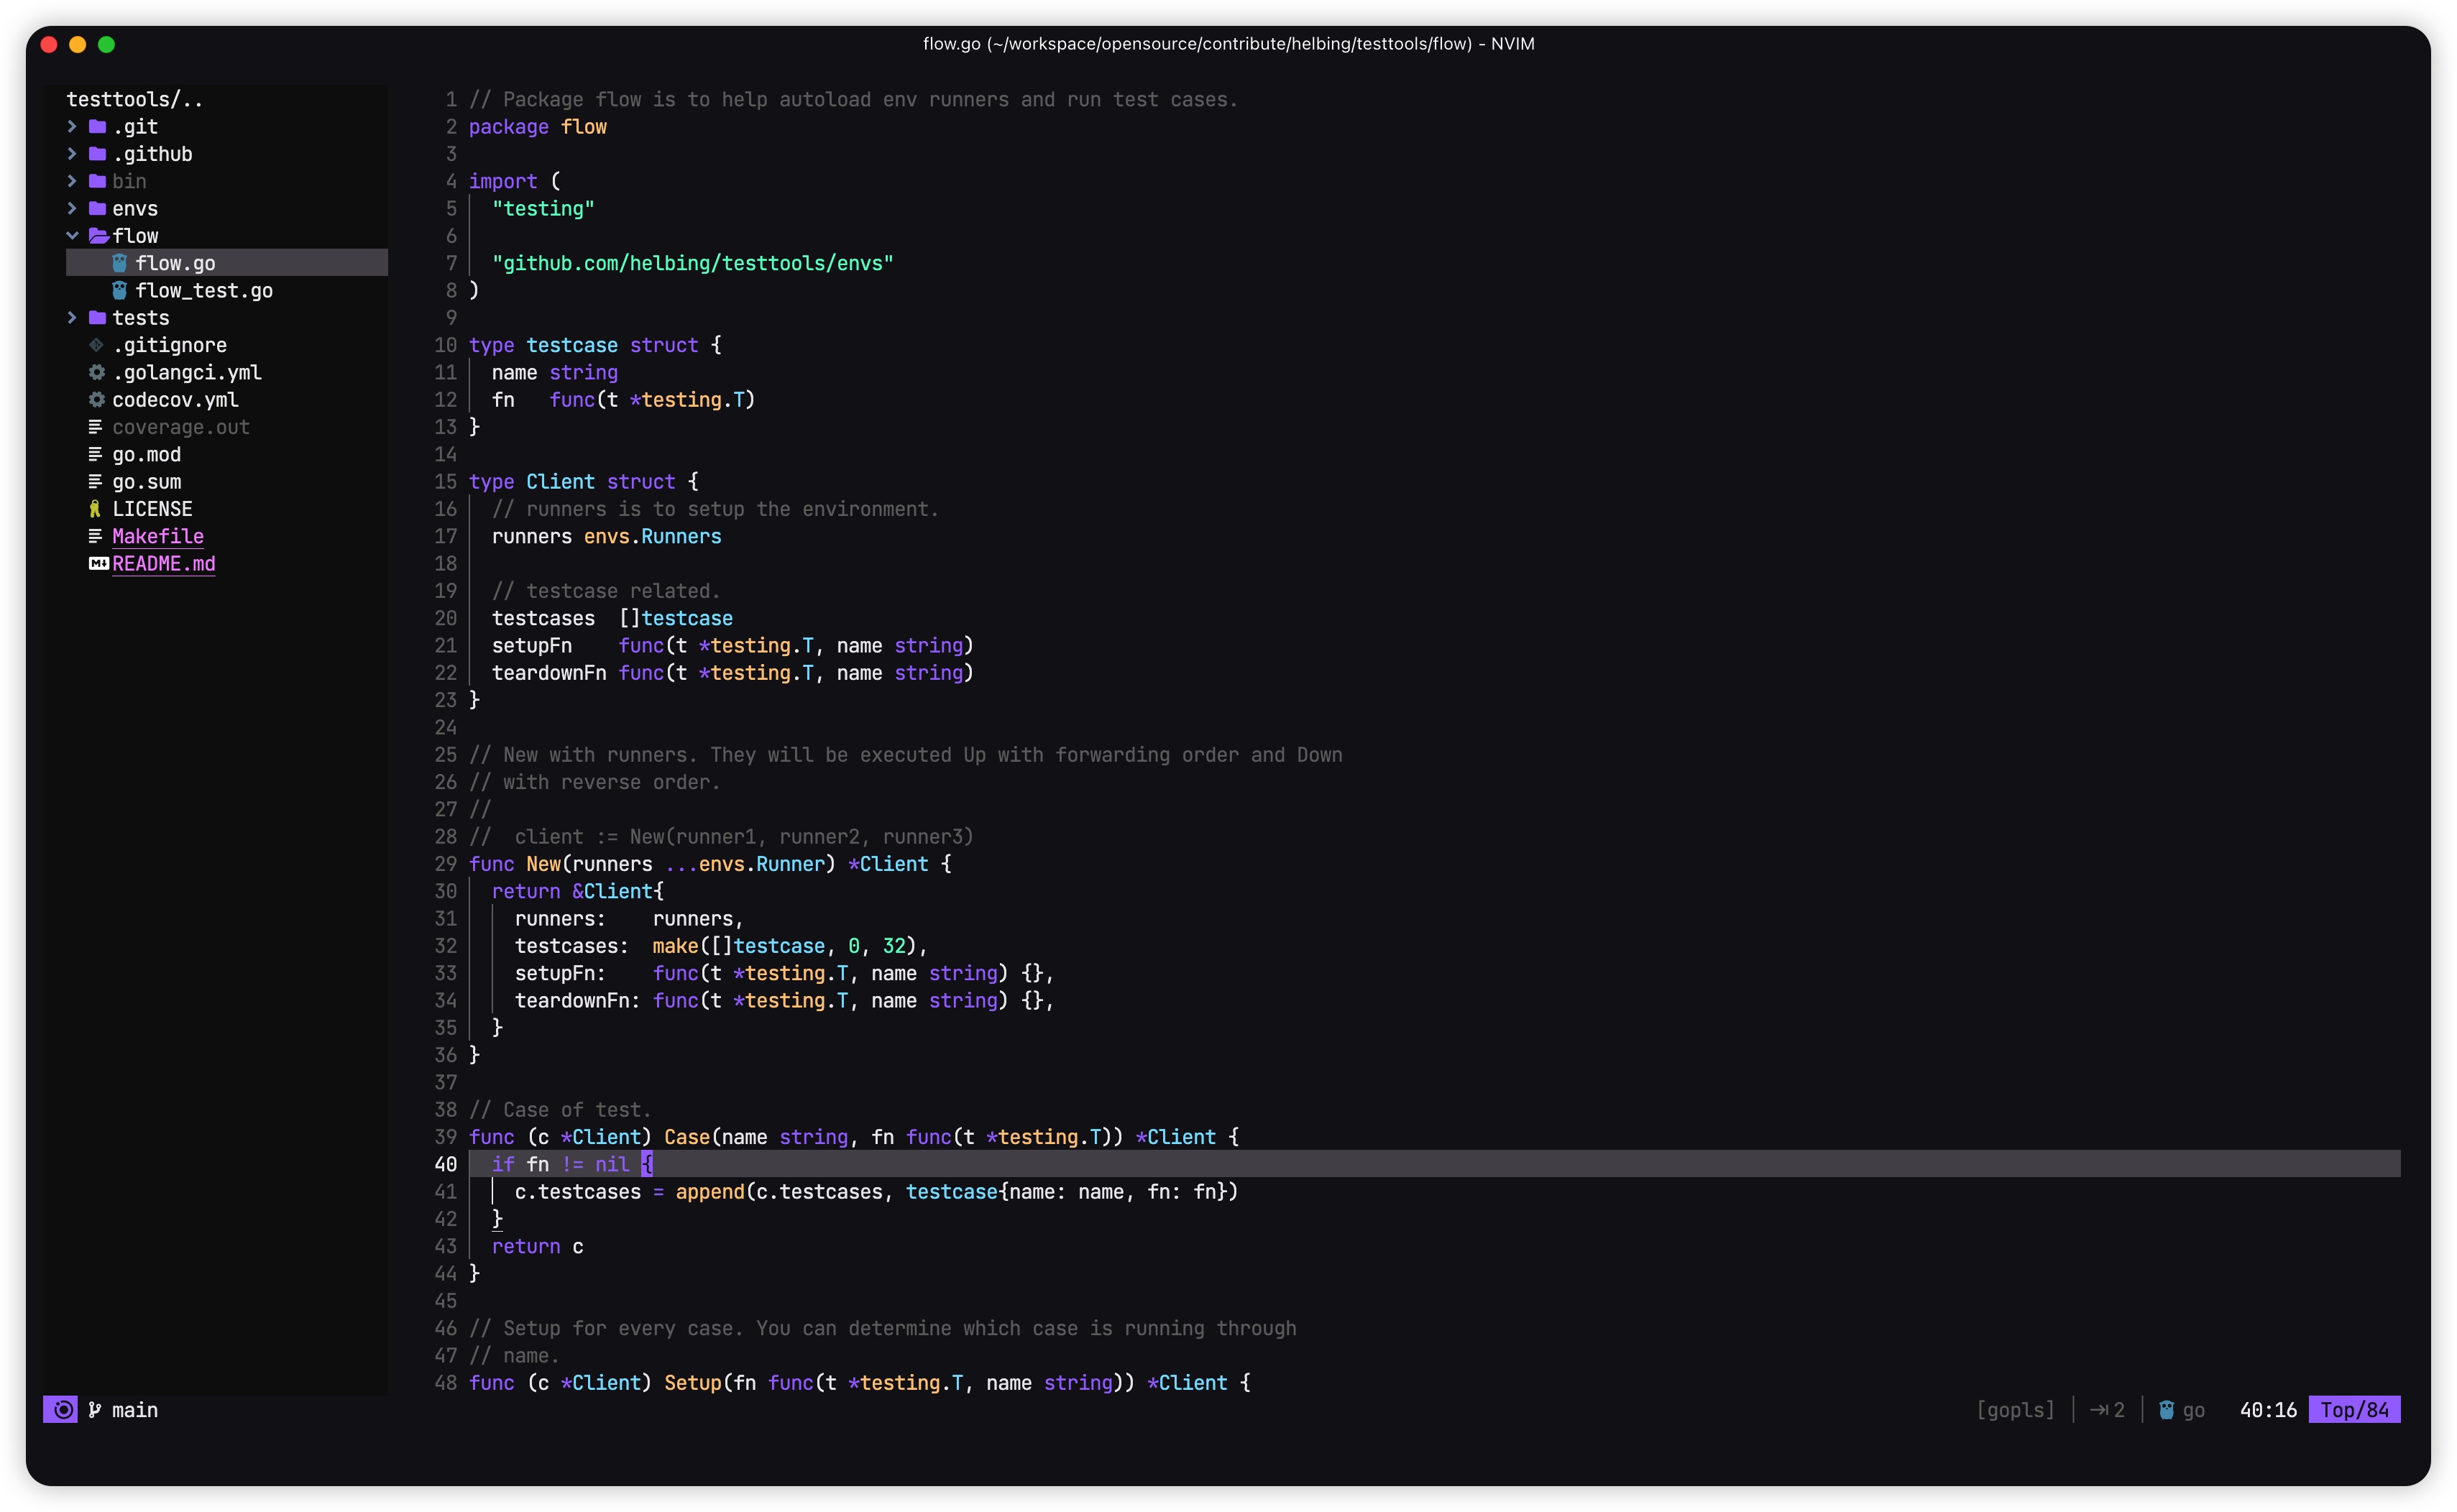 flow.go (~/workspace/opensource/contribute/helbing/testtools/flow) - NVIM
testtools/..
.git
.github
bin
envs
flow
flow.go
flow_test.go
tests
.gitignore
.golangci.yml
codecov.yml
coverage.out
go.mod
go.sum
LICENSE
Makefile
README.md
1 // Package flow is to help autoload env runners and run test cases.
2 package flow
3
4 import (
5   "testing"
6
7   "github.com/helbing/testtools/envs"
8 )
9
10 type testcase struct {
11   name string
12   fn   func(t *testing.T)
13 }
14
15 type Client struct {
16   // runners is to setup the environment.
17   runners envs.Runners
18
19   // testcase related.
20   testcases  []testcase
21   setupFn    func(t *testing.T, name string)
22   teardownFn func(t *testing.T, name string)
23 }
24
25 // New with runners. They will be executed Up with forwarding order and Down
26 // with reverse order.
27 //
28 //  client := New(runner1, runner2, runner3)
29 func New(runners ...envs.Runner) *Client {
30   return &Client{
31     runners:    runners,
32     testcases:  make([]testcase, 0, 32),
33     setupFn:    func(t *testing.T, name string) {},
34     teardownFn: func(t *testing.T, name string) {},
35   }
36 }
37
38 // Case of test.
39 func (c *Client) Case(name string, fn func(t *testing.T)) *Client {
40   if fn != nil {
41     c.testcases = append(c.testcases, testcase{name: name, fn: fn})
42   }
43   return c
44 }
45
46 // Setup for every case. You can determine which case is running through
47 // name.
48 func (c *Client) Setup(fn func(t *testing.T, name string)) *Client {
main
[gopls] 2 go 40:16 Top/84